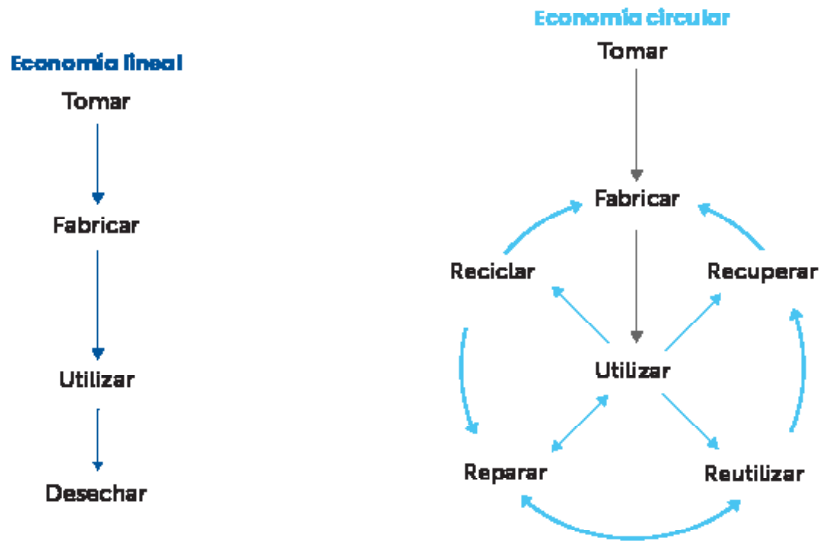 Economía lineal
Tomar
Fabricar
Utilizar
Desechar
Economía circular
Tomar
Fabricar
Reciclar
Recuperar
Utilizar
Reparar
Reutilizar